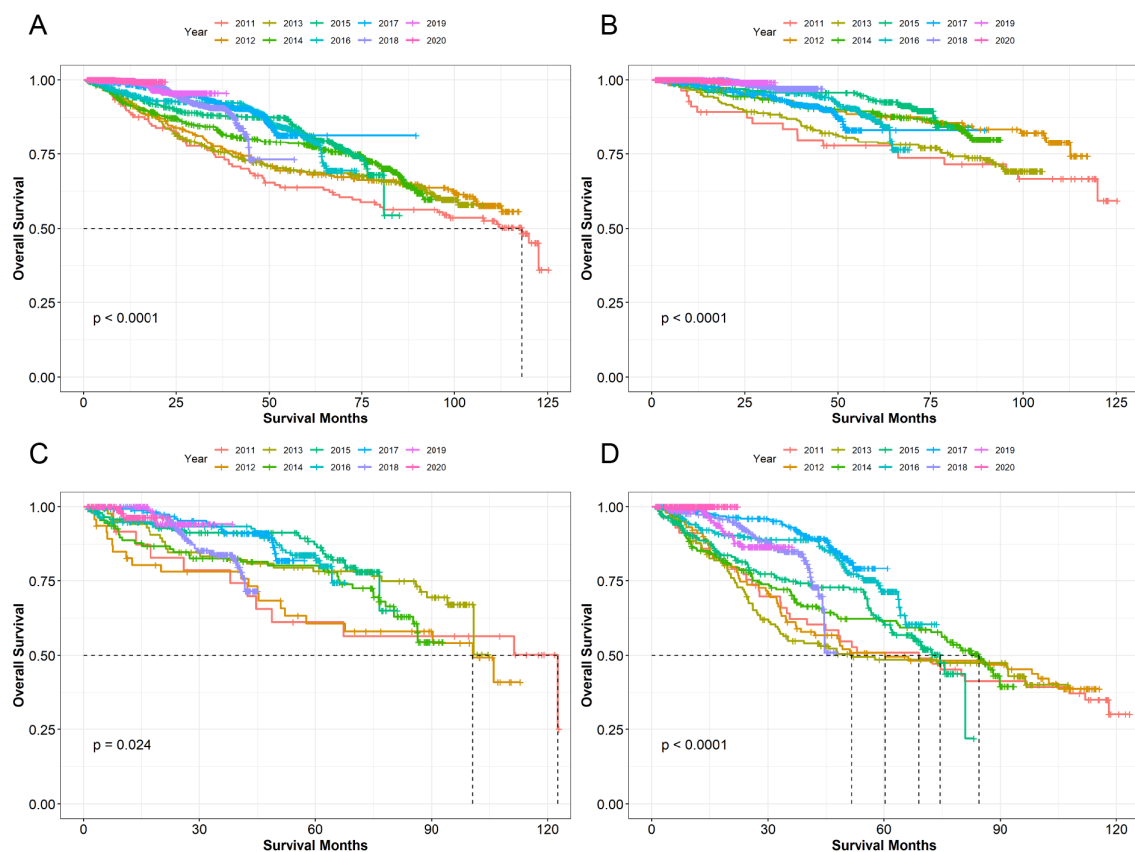 A
Year 2011 2013 2015 2017 2019
2012 2014 2016 2018 2020
1.00
0.75
0.50
0.25
0.00
Overall Survival
p < 0.0001
0 25 50 75 100 125
Survival Months
B
Year 2011 2013 2015 2017 2019
2012 2014 2016 2018 2020
1.00
0.75
0.50
0.25
0.00
Overall Survival
p < 0.0001
0 25 50 75 100 125
Survival Months
C
Year 2011 2013 2015 2017 2019
2012 2014 2016 2018 2020
1.00
0.75
0.50
0.25
0.00
Overall Survival
p = 0.024
0 30 60 90 120
Survival Months
D
Year 2011 2013 2015 2017 2019
2012 2014 2016 2018 2020
1.00
0.75
0.50
0.25
0.00
Overall Survival
p < 0.0001
0 30 60 90 120
Survival Months